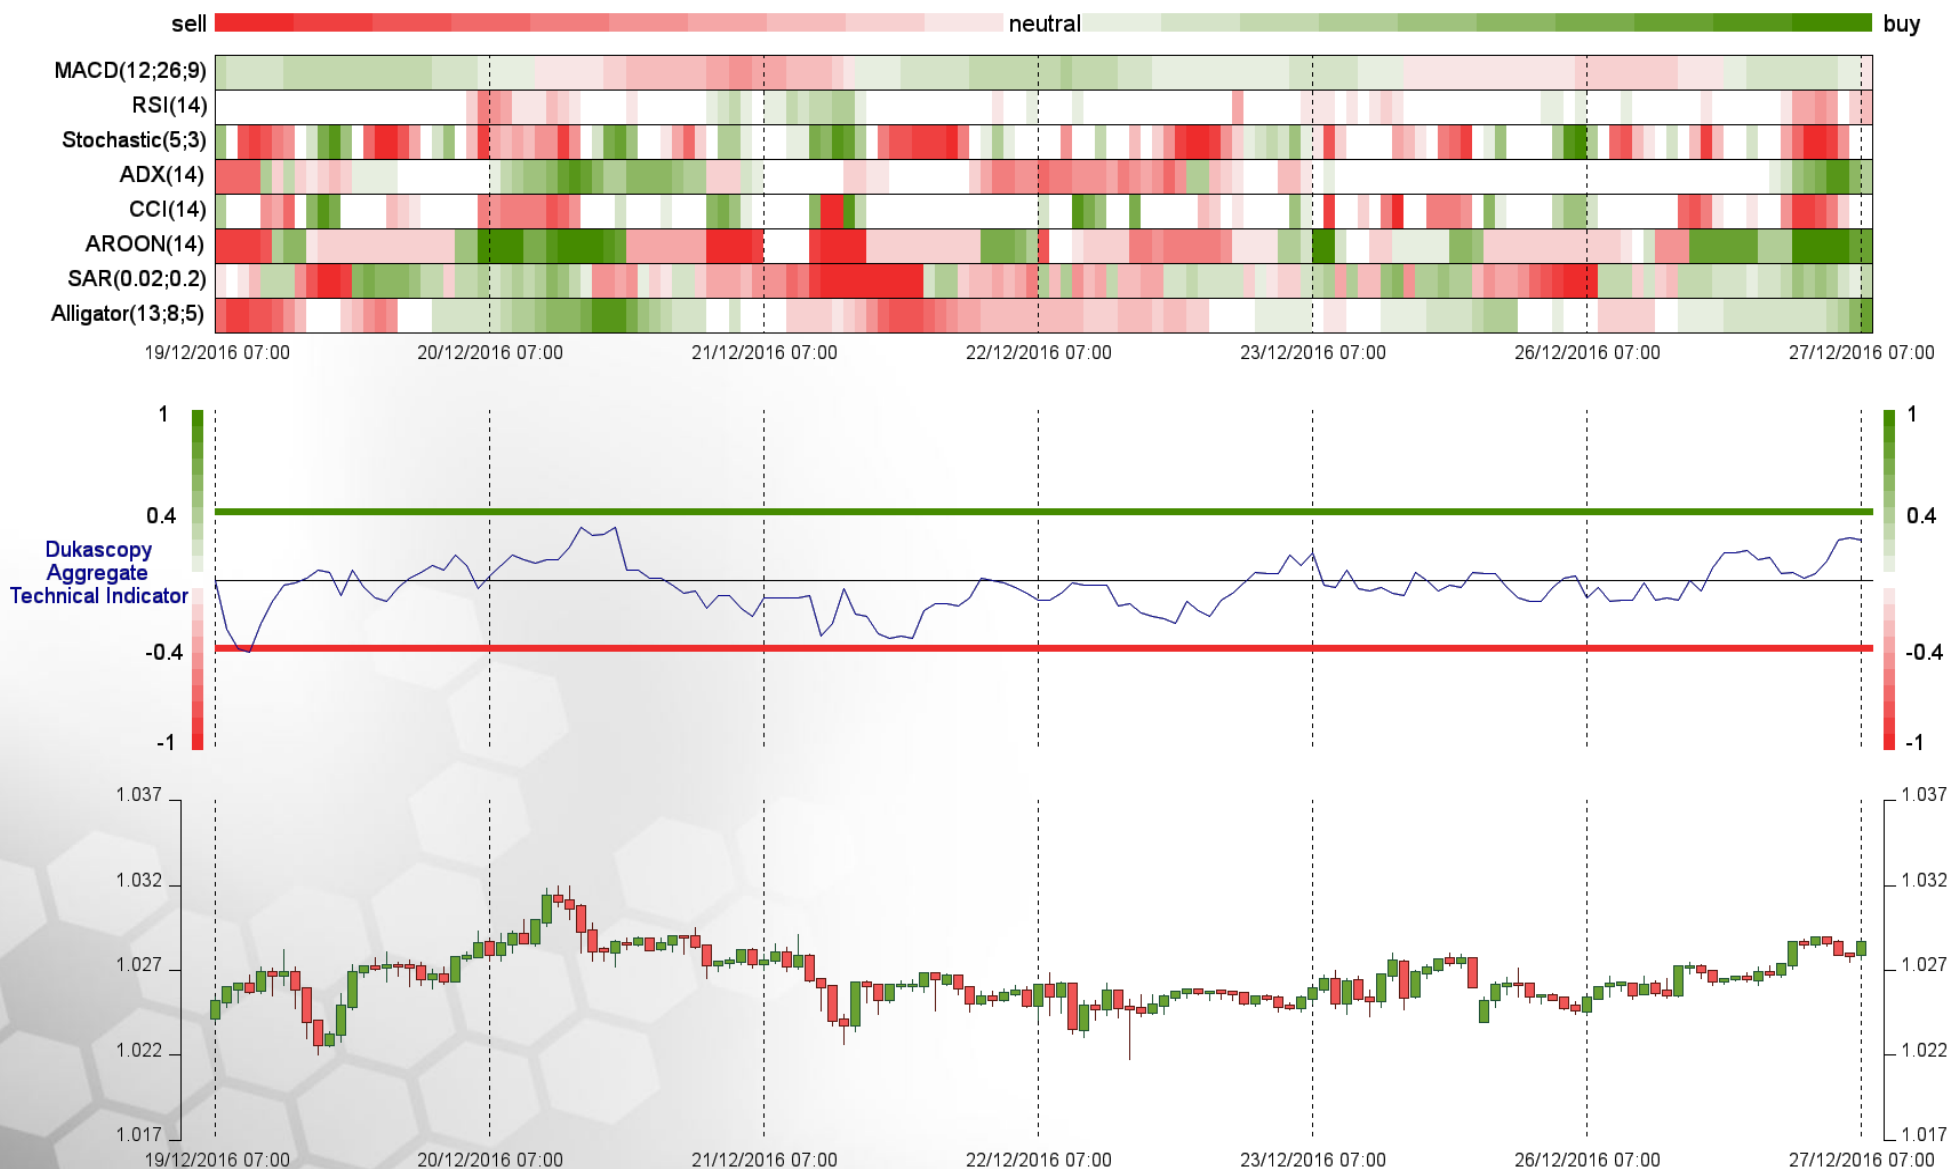 sell neutral buy
MACD(12;26;9)
RSI(14)
Stochastic(5;3)
ADX(14)
CCI(14)
AROON(14)
SAR(0.02;0.2)
Alligator(13;8;5)
19/12/2016 07:00 20/12/2016 07:00 21/12/2016 07:00 22/12/2016 07:00 23/12/2016 07:00 26/12/2016 07:00 27/12/2016 07:00
1 1
0.4 0.4
Dukascopy
Aggregate
Technical Indicator
-0.4 -0.4
-1 -1
1.037 1.037
1.032 1.032
1.027 1.027
1.022 1.022
1.017 1.017
19/12/2016 07:00 20/12/2016 07:00 21/12/2016 07:00 22/12/2016 07:00 23/12/2016 07:00 26/12/2016 07:00 27/12/2016 07:00